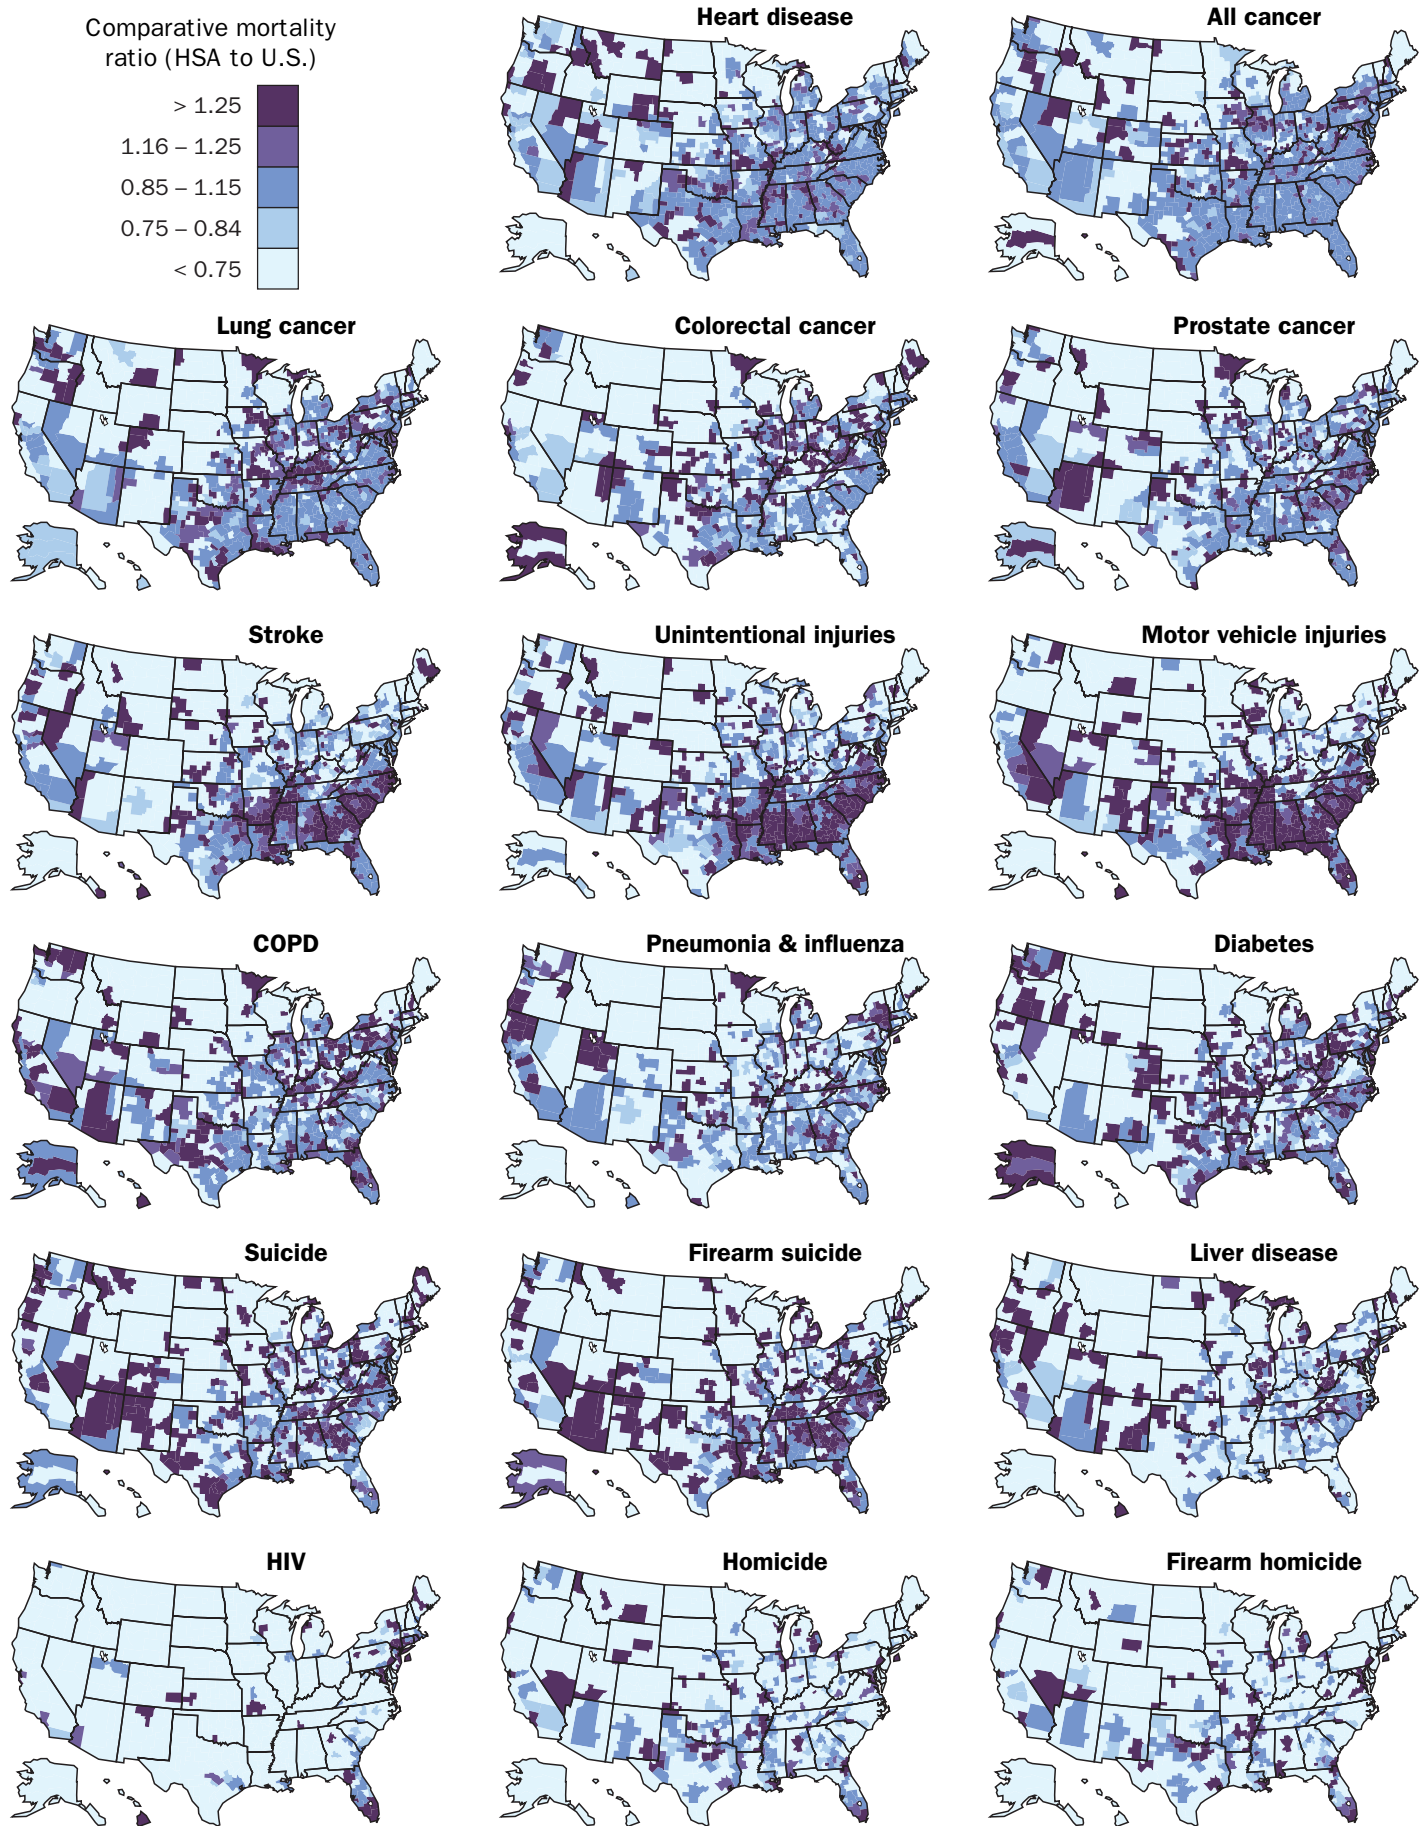 Comparative mortality
ratio (HSA to U.S.)
> 1.25
1.16 – 1.25
0.85 – 1.15
0.75 – 0.84
< 0.75
Heart disease
All cancer
Lung cancer
Colorectal cancer
Prostate cancer
Stroke
Unintentional injuries
Motor vehicle injuries
COPD
Pneumonia & influenza
Diabetes
Suicide
Firearm suicide
Liver disease
HIV
Homicide
Firearm homicide